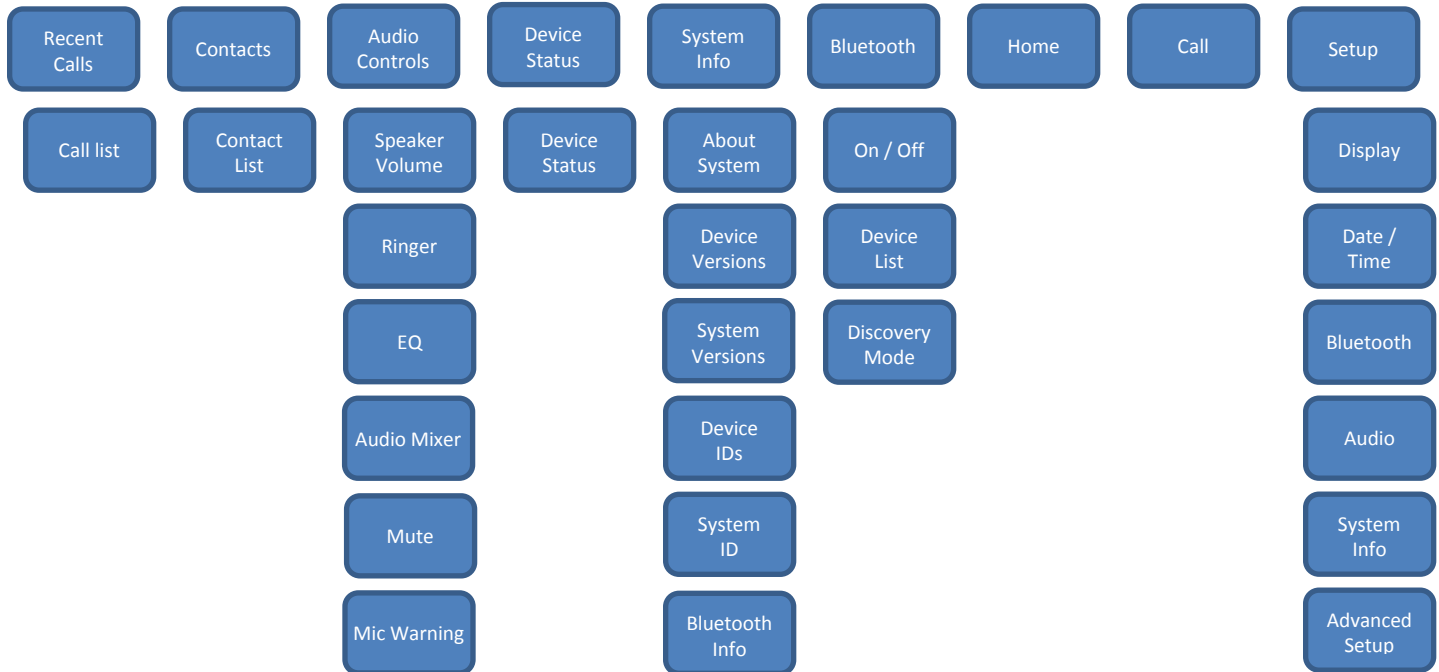 Recent
Calls
Contacts
Audio
Controls
Device
Status
System
Info
Bluetooth
Home
Call
Setup
Call list
Contact
List
Speaker
Volume
Device
Status
About
System
On / Off
Display
Ringer
Device
Versions
Device
List
Date /
Time
EQ
System
Versions
Discovery
Mode
Bluetooth
Audio Mixer
Device
IDs
Audio
Mute
System
ID
System
Info
Mic Warning
Bluetooth
Info
Advanced
Setup